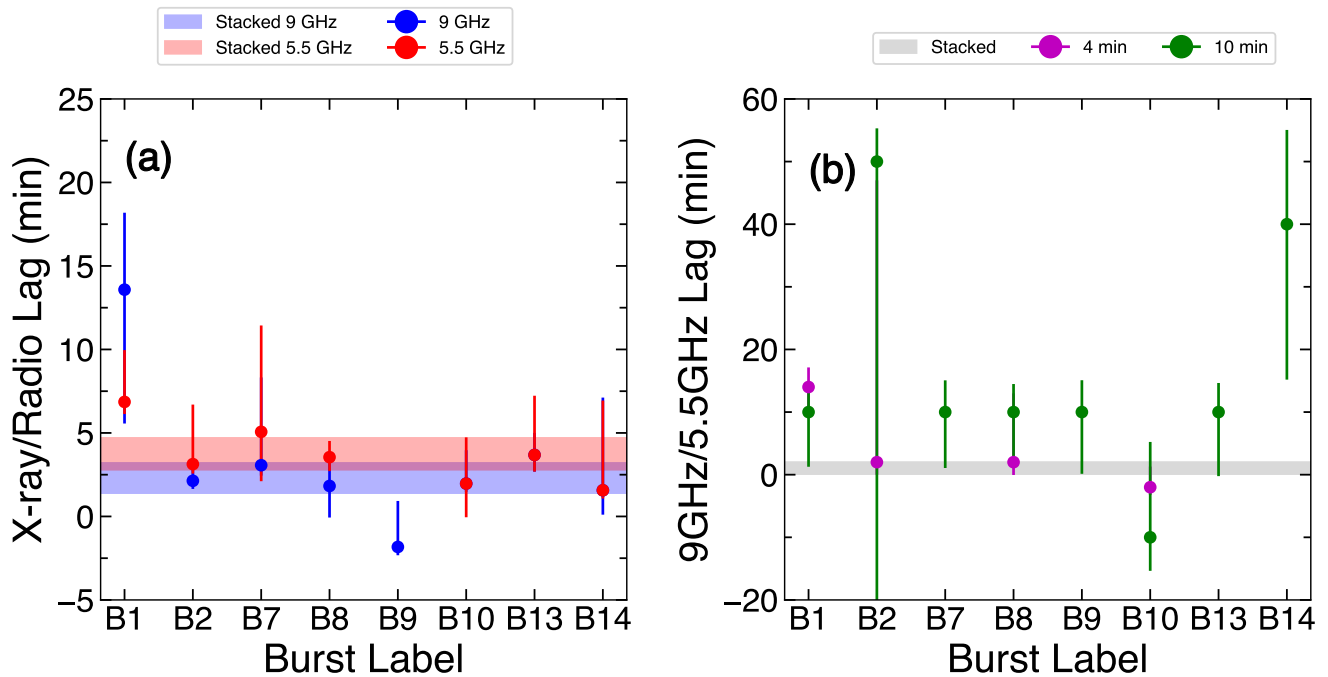 Stacked 9 GHz 9 GHz
Stacked 5.5 GHz 5.5 GHz
Stacked 4 min 10 min
(a)
X-ray/Radio Lag (min)
25
20
15
10
5
0
−5
B1 B2 B7 B8 B9 B10 B13 B14
Burst Label
(b)
9GHz/5.5GHz Lag (min)
60
40
20
0
−20
B1 B2 B7 B8 B9 B10 B13 B14
Burst Label